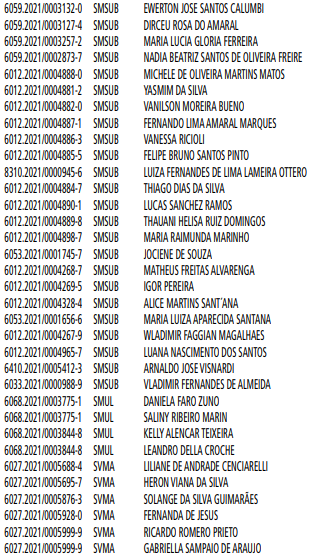 6059.2021/0003132-0 SMSUB EWERTON JOSE SANTOS CALUMBI
6059.2021/0003127-4 SMSUB DIRCEU ROSA DO AMARAL
6059.2021/0003257-2 SMSUB MARIA LUCIA GLORIA FERREIRA
6059.2021/0002873-7 SMSUB NADIA BEATRIZ SANTOS DE OLIVEIRA FREIRE
6012.2021/0004888-0 SMSUB MICHELE DE OLIVEIRA MARTINS MATOS
6012.2021/0004881-2 SMSUB YASMIM DA SILVA
6012.2021/0004882-0 SMSUB VANILSON MOREIRA BUENO
6012.2021/0004887-1 SMSUB FERNANDO LIMA AMARAL MARQUES
6012.2021/0004886-3 SMSUB VANESSA RICIOLI
6012.2021/0004885-5 SMSUB FELIPE BRUNO SANTOS PINTO
8310.2021/0000945-6 SMSUB LUIZA FERNANDES DE LIMA LAMEIRA OTTERO
6012.2021/0004884-7 SMSUB THIAGO DIAS DA SILVA
6012.2021/0004890-1 SMSUB LUCAS SANCHEZ RAMOS
6012.2021/0004889-8 SMSUB THAUANI HELISA RUIZ DOMINGOS
6012.2021/0004898-7 SMSUB MARIA RAIMUNDA MARINHO
6053.2021/0001745-7 SMSUB JOCIENE DE SOUZA
6012.2021/0004268-7 SMSUB MATHEUS FREITAS ALVARENGA
6012.2021/0004269-5 SMSUB IGOR PEREIRA
6012.2021/0004328-4 SMSUB ALICE MARTINS SANT´ANA
6053.2021/0001656-6 SMSUB MARIA LUIZA APARECIDA SANTANA
6012.2021/0004267-9 SMSUB WLADIMIR FAGGIAN MAGALHAES
6012.2021/0004965-7 SMSUB LUANA NASCIMENTO DOS SANTOS
6410.2021/0005412-3 SMSUB ARNALDO JOSE VISNARDI
6033.2021/0000988-9 SMSUB VLADIMIR FERNANDES DE ALMEIDA
6068.2021/0003775-1 SMUL DANIELA FARO ZUNO
6068.2021/0003775-1 SMUL SALINY RIBEIRO MARIN
6068.2021/0003844-8 SMUL KELLY ALENCAR TEIXEIRA
6068.2021/0003844-8 SMUL LEANDRO DELLA CROCHE
6027.2021/0005688-4 SVMA LILIANE DE ANDRADE CENCIARELLI
6027.2021/0005695-7 SVMA HERON VIANA DA SILVA
6027.2021/0005876-3 SVMA SOLANGE DA SILVA GUIMARÃES
6027.2021/0005928-0 SVMA FERNANDA DE JESUS
6027.2021/0005999-9 SVMA RICARDO ROMERO PRIETO
6027.2021/0005999-9 SVMA GABRIELLA SAMPAIO DE ARAUJO